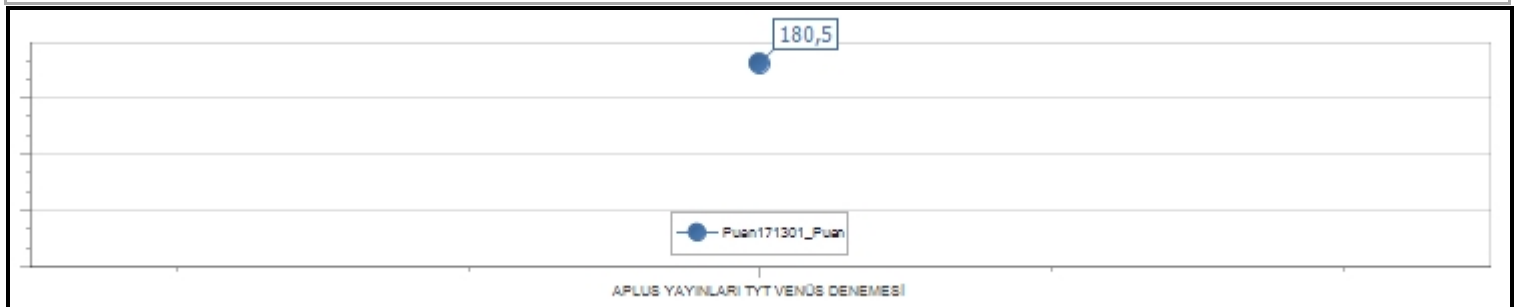 180,5
Puan171301_Puan
APLUS YAYINLARI TYT VENÜS DENEMESİ